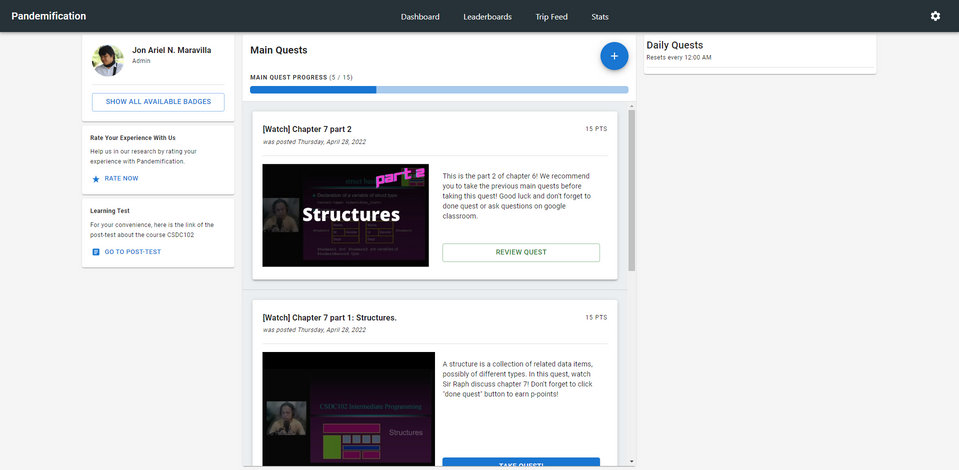 Pandemification
Dashboard
Leaderboards
Trip Feed
Stats
Jon Ariel N. Maravilla
Admin
SHOW ALL AVAILABLE BADGES
Rate Your Experience With Us
Help us in our research by rating your
experience with Pandemification.
RATE NOW
Learning Test
For your convenience, here is the link of the
post-test about the course CSDC102
GO TO POST-TEST
Main Quests
+
MAIN QUEST PROGRESS (5 / 15)
[Watch] Chapter 7 part 2
15 PTS
was posted Thursday, April 28, 2022
part 2
Structures
This is the part 2 of chapter 6! We recommend
you to take the previous main quests before
taking this quest! Good luck and don't forget to
done quest or ask questions on google
classroom.
REVIEW QUEST
[Watch] Chapter 7 part 1: Structures.
15 PTS
was posted Thursday, April 28, 2022
CSDC102 Intermediate Programming
Structures
A structure is a collection of related data items,
possibly of different types. In this quest, watch
Sir Raph discuss chapter 7! Don't forget to click
"done quest" button to earn p-points!
TAKE QUEST!
Daily Quests
Resets every 12:00 AM